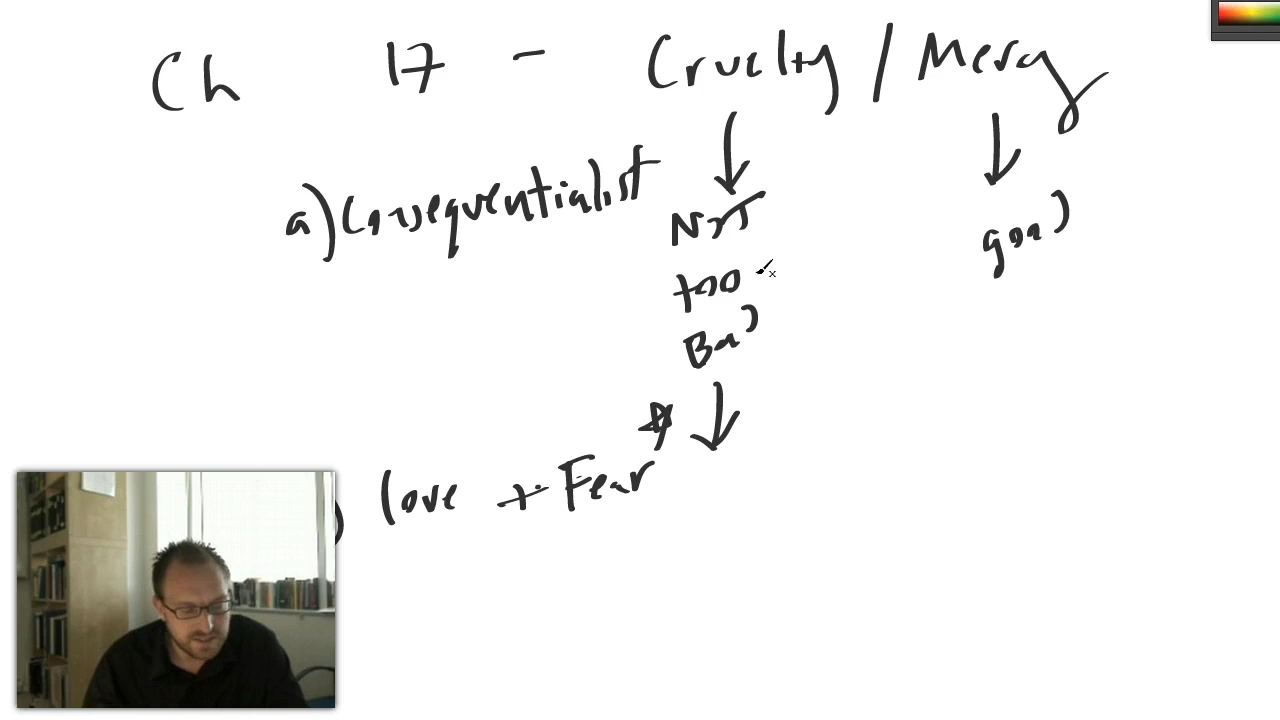 Ch 17 - Cruelty / Mercy
a) Consequentialist
Not
too
Bad
good
) love + Fear